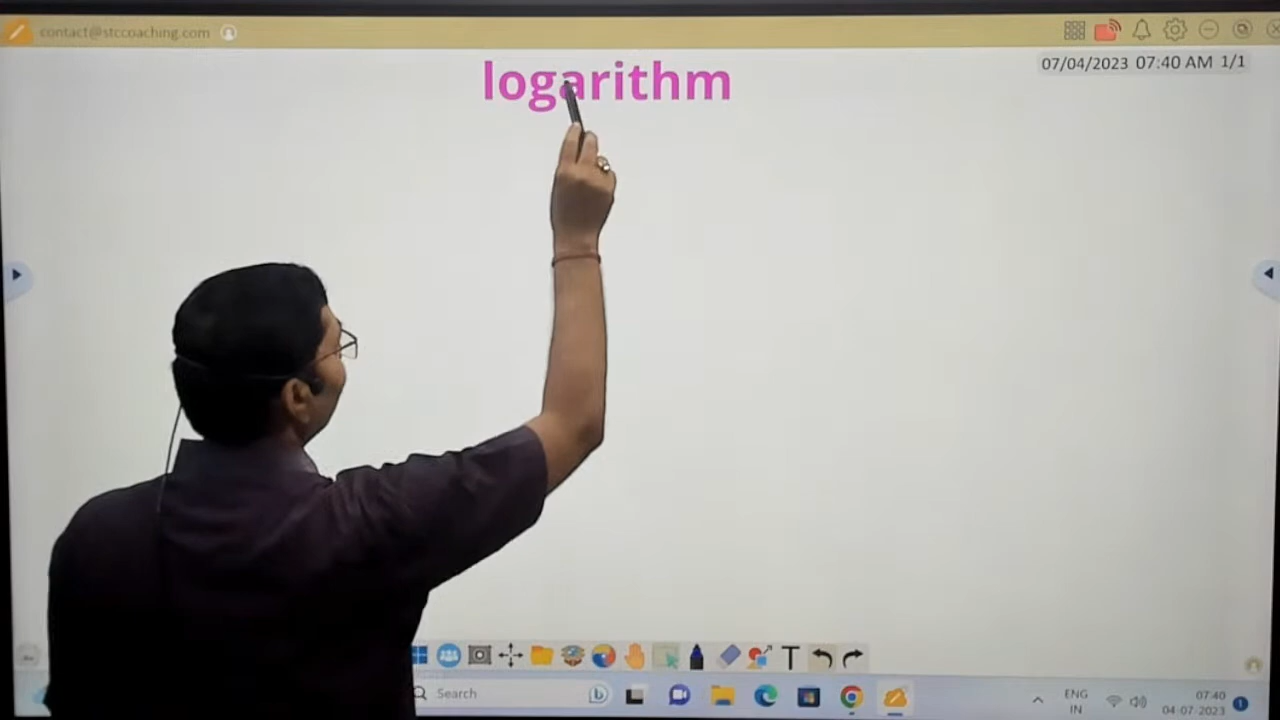 contact@stccoaching.com
07/04/2023 07:40 AM 1/1
logarithm
T
Search
ENG
IN
07:40
04-07-2023
1